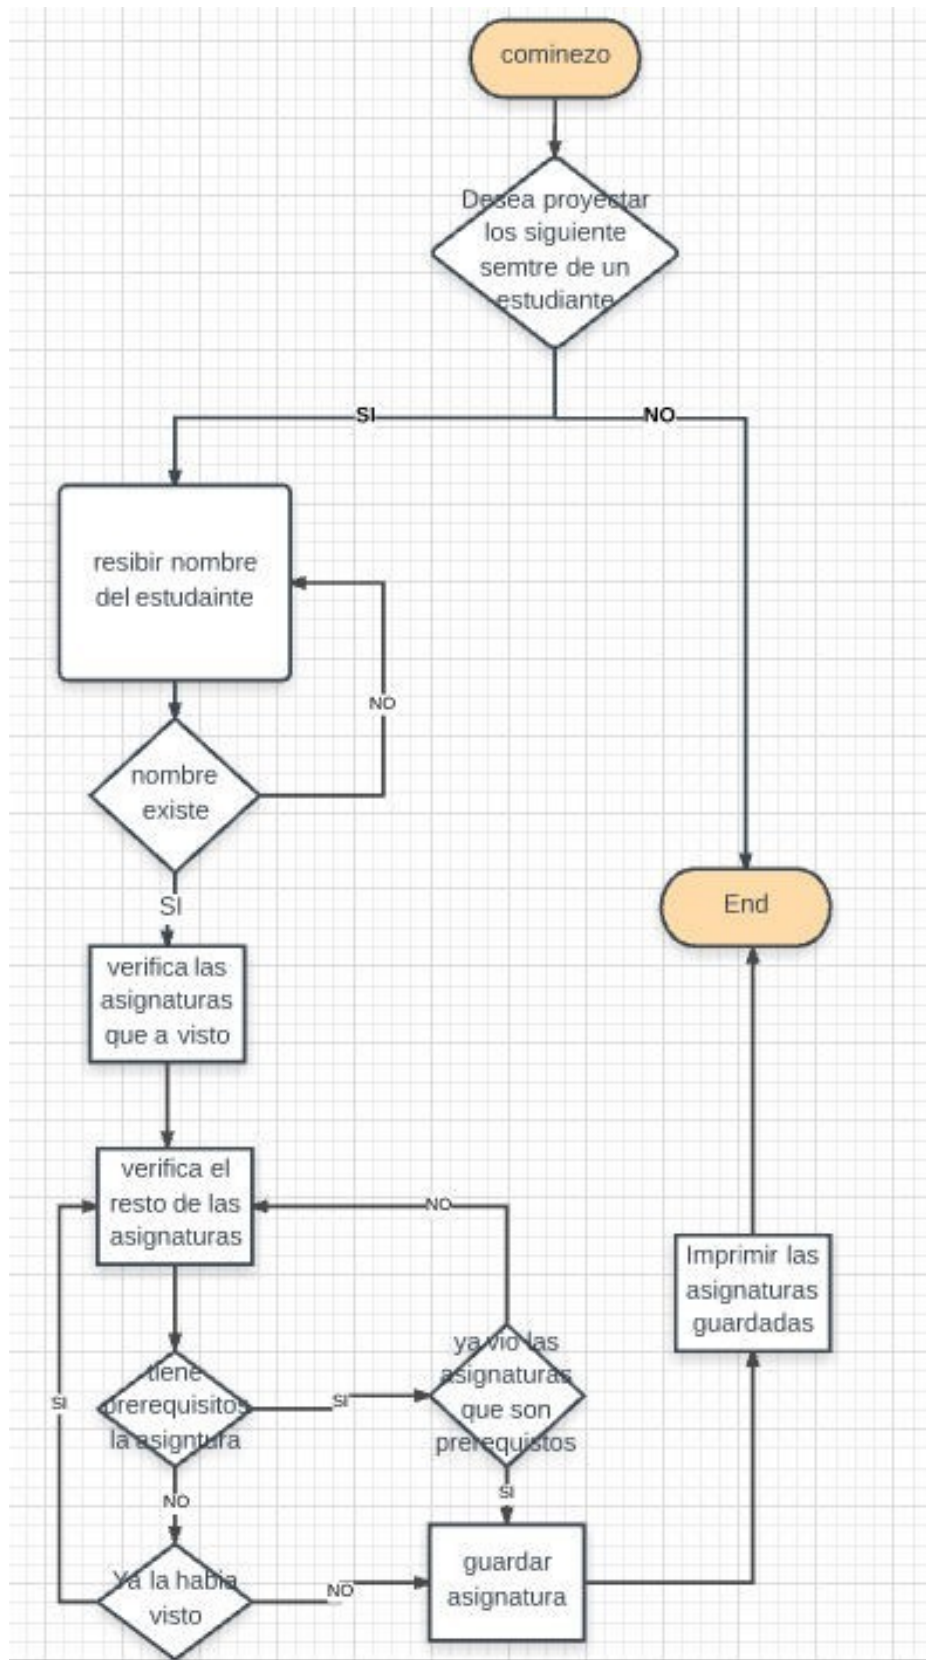 cominezo
Desea proyectar
los siguiente
semtre de un
estudiante
SI
NO
resibir nombre
del estudainte
NO
nombre
existe
SI
End
verifica las
asignaturas
que a visto
verifica el
resto de las
asignaturas
NO
Imprimir las
asignaturas
guardadas
ya vio las
asignaturas
que son
prerequistos
tiene
prerequisitos
la asigntura
SI
SI
NO
SI
guardar
asignatura
Ya la habia
visto
NO